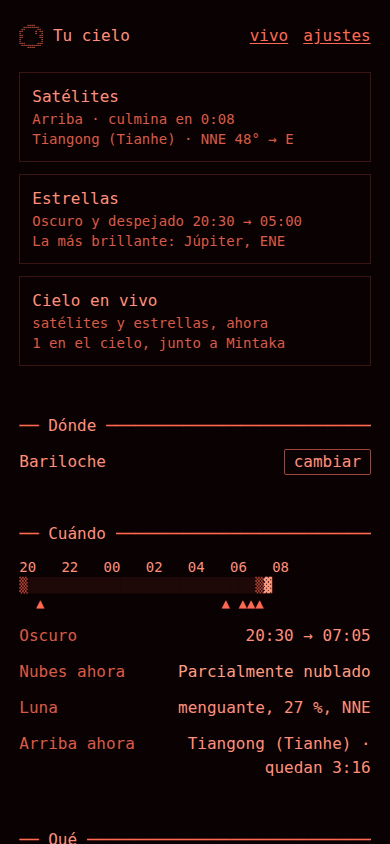 Tu cielo vivo ajustes
Satélites
Arriba · culmina en 0:08
Tiangong (Tianhe) · NNE 48° → E
Estrellas
Oscuro y despejado 20:30 → 05:00
La más brillante: Júpiter, ENE
Cielo en vivo
satélites y estrellas, ahora
1 en el cielo, junto a Mintaka
Dónde
Bariloche cambiar
Cuándo
20 22 00 02 04 06 08
Oscuro 20:30 → 07:05
Nubes ahora Parcialmente nublado
Luna menguante, 27 %, NNE
Arriba ahora Tiangong (Tianhe) ·
quedan 3:16
Qué